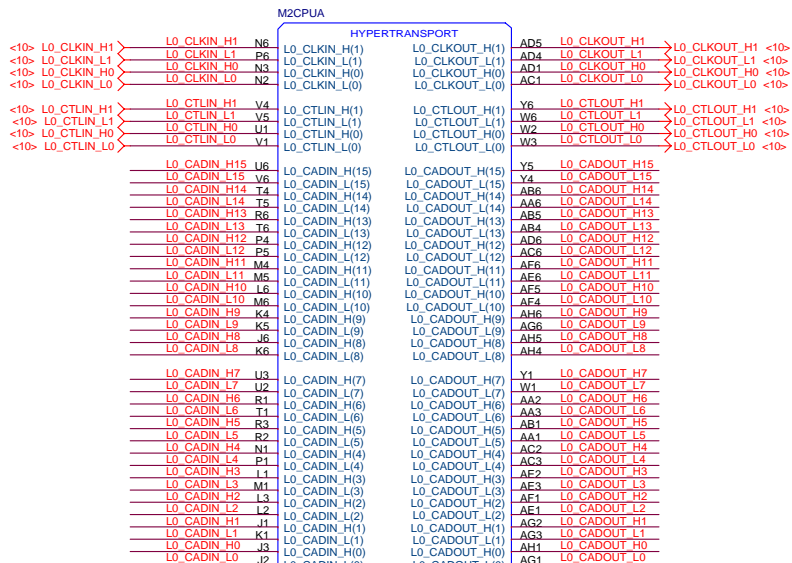 M2CPUA
HYPERTRANSPORT
<10> L0_CLKIN_H1 L0_CLKIN_H1 N6 L0_CLKIN_H(1) L0_CLKOUT_H(1) AD5 L0_CLKOUT_H1 L0_CLKOUT_H1 <10>
<10> L0_CLKIN_L1 L0_CLKIN_L1 P6 L0_CLKIN_L(1) L0_CLKOUT_L(1) AD4 L0_CLKOUT_L1 L0_CLKOUT_L1 <10>
<10> L0_CLKIN_H0 L0_CLKIN_H0 N3 L0_CLKIN_H(0) L0_CLKOUT_H(0) AD1 L0_CLKOUT_H0 L0_CLKOUT_H0 <10>
<10> L0_CLKIN_L0 L0_CLKIN_L0 N2 L0_CLKIN_L(0) L0_CLKOUT_L(0) AC1 L0_CLKOUT_L0 L0_CLKOUT_L0 <10>
<10> L0_CTLIN_H1 L0_CTLIN_H1 V4 L0_CTLIN_H(1) L0_CTLOUT_H(1) Y6 L0_CTLOUT_H1 L0_CTLOUT_H1 <10>
<10> L0_CTLIN_L1 L0_CTLIN_L1 V5 L0_CTLIN_L(1) L0_CTLOUT_L(1) W6 L0_CTLOUT_L1 L0_CTLOUT_L1 <10>
<10> L0_CTLIN_H0 L0_CTLIN_H0 U1 L0_CTLIN_H(0) L0_CTLOUT_H(0) W2 L0_CTLOUT_H0 L0_CTLOUT_H0 <10>
<10> L0_CTLIN_L0 L0_CTLIN_L0 V1 L0_CTLIN_L(0) L0_CTLOUT_L(0) W3 L0_CTLOUT_L0 L0_CTLOUT_L0 <10>
L0_CADIN_H15 U6 L0_CADIN_H(15) L0_CADOUT_H(15) Y5 L0_CADOUT_H15
L0_CADIN_L15 V6 L0_CADIN_L(15) L0_CADOUT_L(15) Y4 L0_CADOUT_L15
L0_CADIN_H14 T4 L0_CADIN_H(14) L0_CADOUT_H(14) AB6 L0_CADOUT_H14
L0_CADIN_L14 T5 L0_CADIN_L(14) L0_CADOUT_L(14) AA6 L0_CADOUT_L14
L0_CADIN_H13 R6 L0_CADIN_H(13) L0_CADOUT_H(13) AB5 L0_CADOUT_H13
L0_CADIN_L13 T6 L0_CADIN_L(13) L0_CADOUT_L(13) AB4 L0_CADOUT_L13
L0_CADIN_H12 P4 L0_CADIN_H(12) L0_CADOUT_H(12) AD6 L0_CADOUT_H12
L0_CADIN_L12 P5 L0_CADIN_L(12) L0_CADOUT_L(12) AC6 L0_CADOUT_L12
L0_CADIN_H11 M4 L0_CADIN_H(11) L0_CADOUT_H(11) AF6 L0_CADOUT_H11
L0_CADIN_L11 M5 L0_CADIN_L(11) L0_CADOUT_L(11) AE6 L0_CADOUT_L11
L0_CADIN_H10 L6 L0_CADIN_H(10) L0_CADOUT_H(10) AF5 L0_CADOUT_H10
L0_CADIN_L10 M6 L0_CADIN_L(10) L0_CADOUT_L(10) AF4 L0_CADOUT_L10
L0_CADIN_H9 K4 L0_CADIN_H(9) L0_CADOUT_H(9) AH6 L0_CADOUT_H9
L0_CADIN_L9 K5 L0_CADIN_L(9) L0_CADOUT_L(9) AG6 L0_CADOUT_L9
L0_CADIN_H8 J6 L0_CADIN_H(8) L0_CADOUT_H(8) AH5 L0_CADOUT_H8
L0_CADIN_L8 K6 L0_CADIN_L(8) L0_CADOUT_L(8) AH4 L0_CADOUT_L8
L0_CADIN_H7 U3 L0_CADIN_H(7) L0_CADOUT_H(7) Y1 L0_CADOUT_H7
L0_CADIN_L7 U2 L0_CADIN_L(7) L0_CADOUT_L(7) W1 L0_CADOUT_L7
L0_CADIN_H6 R1 L0_CADIN_H(6) L0_CADOUT_H(6) AA2 L0_CADOUT_H6
L0_CADIN_L6 T1 L0_CADIN_L(6) L0_CADOUT_L(6) AA3 L0_CADOUT_L6
L0_CADIN_H5 R3 L0_CADIN_H(5) L0_CADOUT_H(5) AB1 L0_CADOUT_H5
L0_CADIN_L5 R2 L0_CADIN_L(5) L0_CADOUT_L(5) AA1 L0_CADOUT_L5
L0_CADIN_H4 N1 L0_CADIN_H(4) L0_CADOUT_H(4) AC2 L0_CADOUT_H4
L0_CADIN_L4 P1 L0_CADIN_L(4) L0_CADOUT_L(4) AC3 L0_CADOUT_L4
L0_CADIN_H3 L1 L0_CADIN_H(3) L0_CADOUT_H(3) AE2 L0_CADOUT_H3
L0_CADIN_L3 M1 L0_CADIN_L(3) L0_CADOUT_L(3) AE3 L0_CADOUT_L3
L0_CADIN_H2 L3 L0_CADIN_H(2) L0_CADOUT_H(2) AF1 L0_CADOUT_H2
L0_CADIN_L2 L2 L0_CADIN_L(2) L0_CADOUT_L(2) AE1 L0_CADOUT_L2
L0_CADIN_H1 J1 L0_CADIN_H(1) L0_CADOUT_H(1) AG2 L0_CADOUT_H1
L0_CADIN_L1 K1 L0_CADIN_L(1) L0_CADOUT_L(1) AG3 L0_CADOUT_L1
L0_CADIN_H0 J3 L0_CADIN_H(0) L0_CADOUT_H(0) AH1 L0_CADOUT_H0
L0_CADIN_L0 J2 AG1 L0_CADOUT_L0